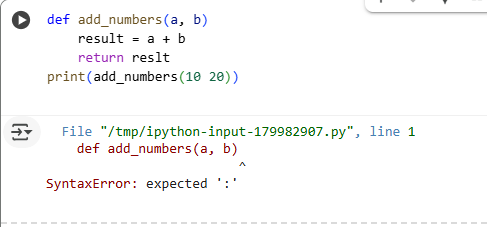 def add_numbers(a, b)
    result = a + b
    return reslt
print(add_numbers(10 20))
File "/tmp/ipython-input-179982907.py", line 1
    def add_numbers(a, b)
                         ^
SyntaxError: expected ':'